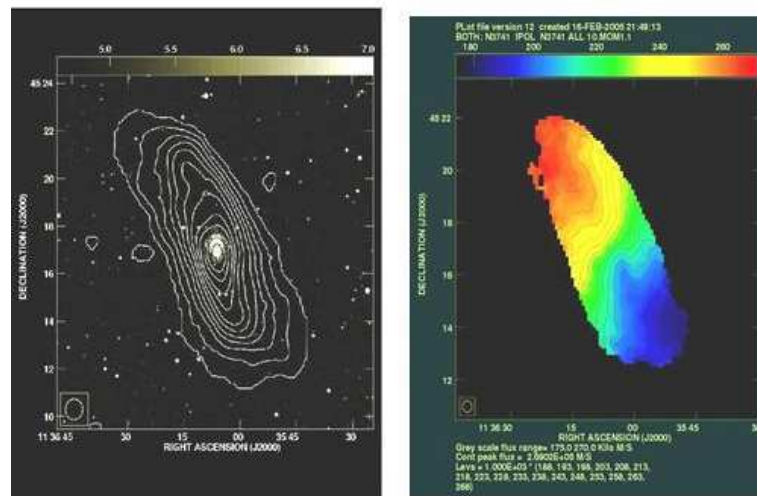 5.0 5.5 6.0 6.5 7.0
45 24
22
20
18
16
14
12
10
DECLINATION (J2000)
11 36 45 30 15 00 35 45 30
RIGHT ASCENSION (J2000)
PLot file version 12 created 16-FEB-2005 21:49:13
BOTH: N3741 IPOL N3741 ALL 10.MOM1.1
180 200 220 240 260
45 22
20
18
16
14
12
DECLINATION (J2000)
11 36 30 15 00 35 45 30
RIGHT ASCENSION (J2000)
Grey scale flux range= 175.0 270.0 Kilo M/S
Cont peak flux = 2.6902E+05 M/S
Levs = 1.000E+03 * (188, 193, 198, 203, 208, 213,
218, 223, 228, 233, 238, 243, 248, 253, 258, 263,
268)